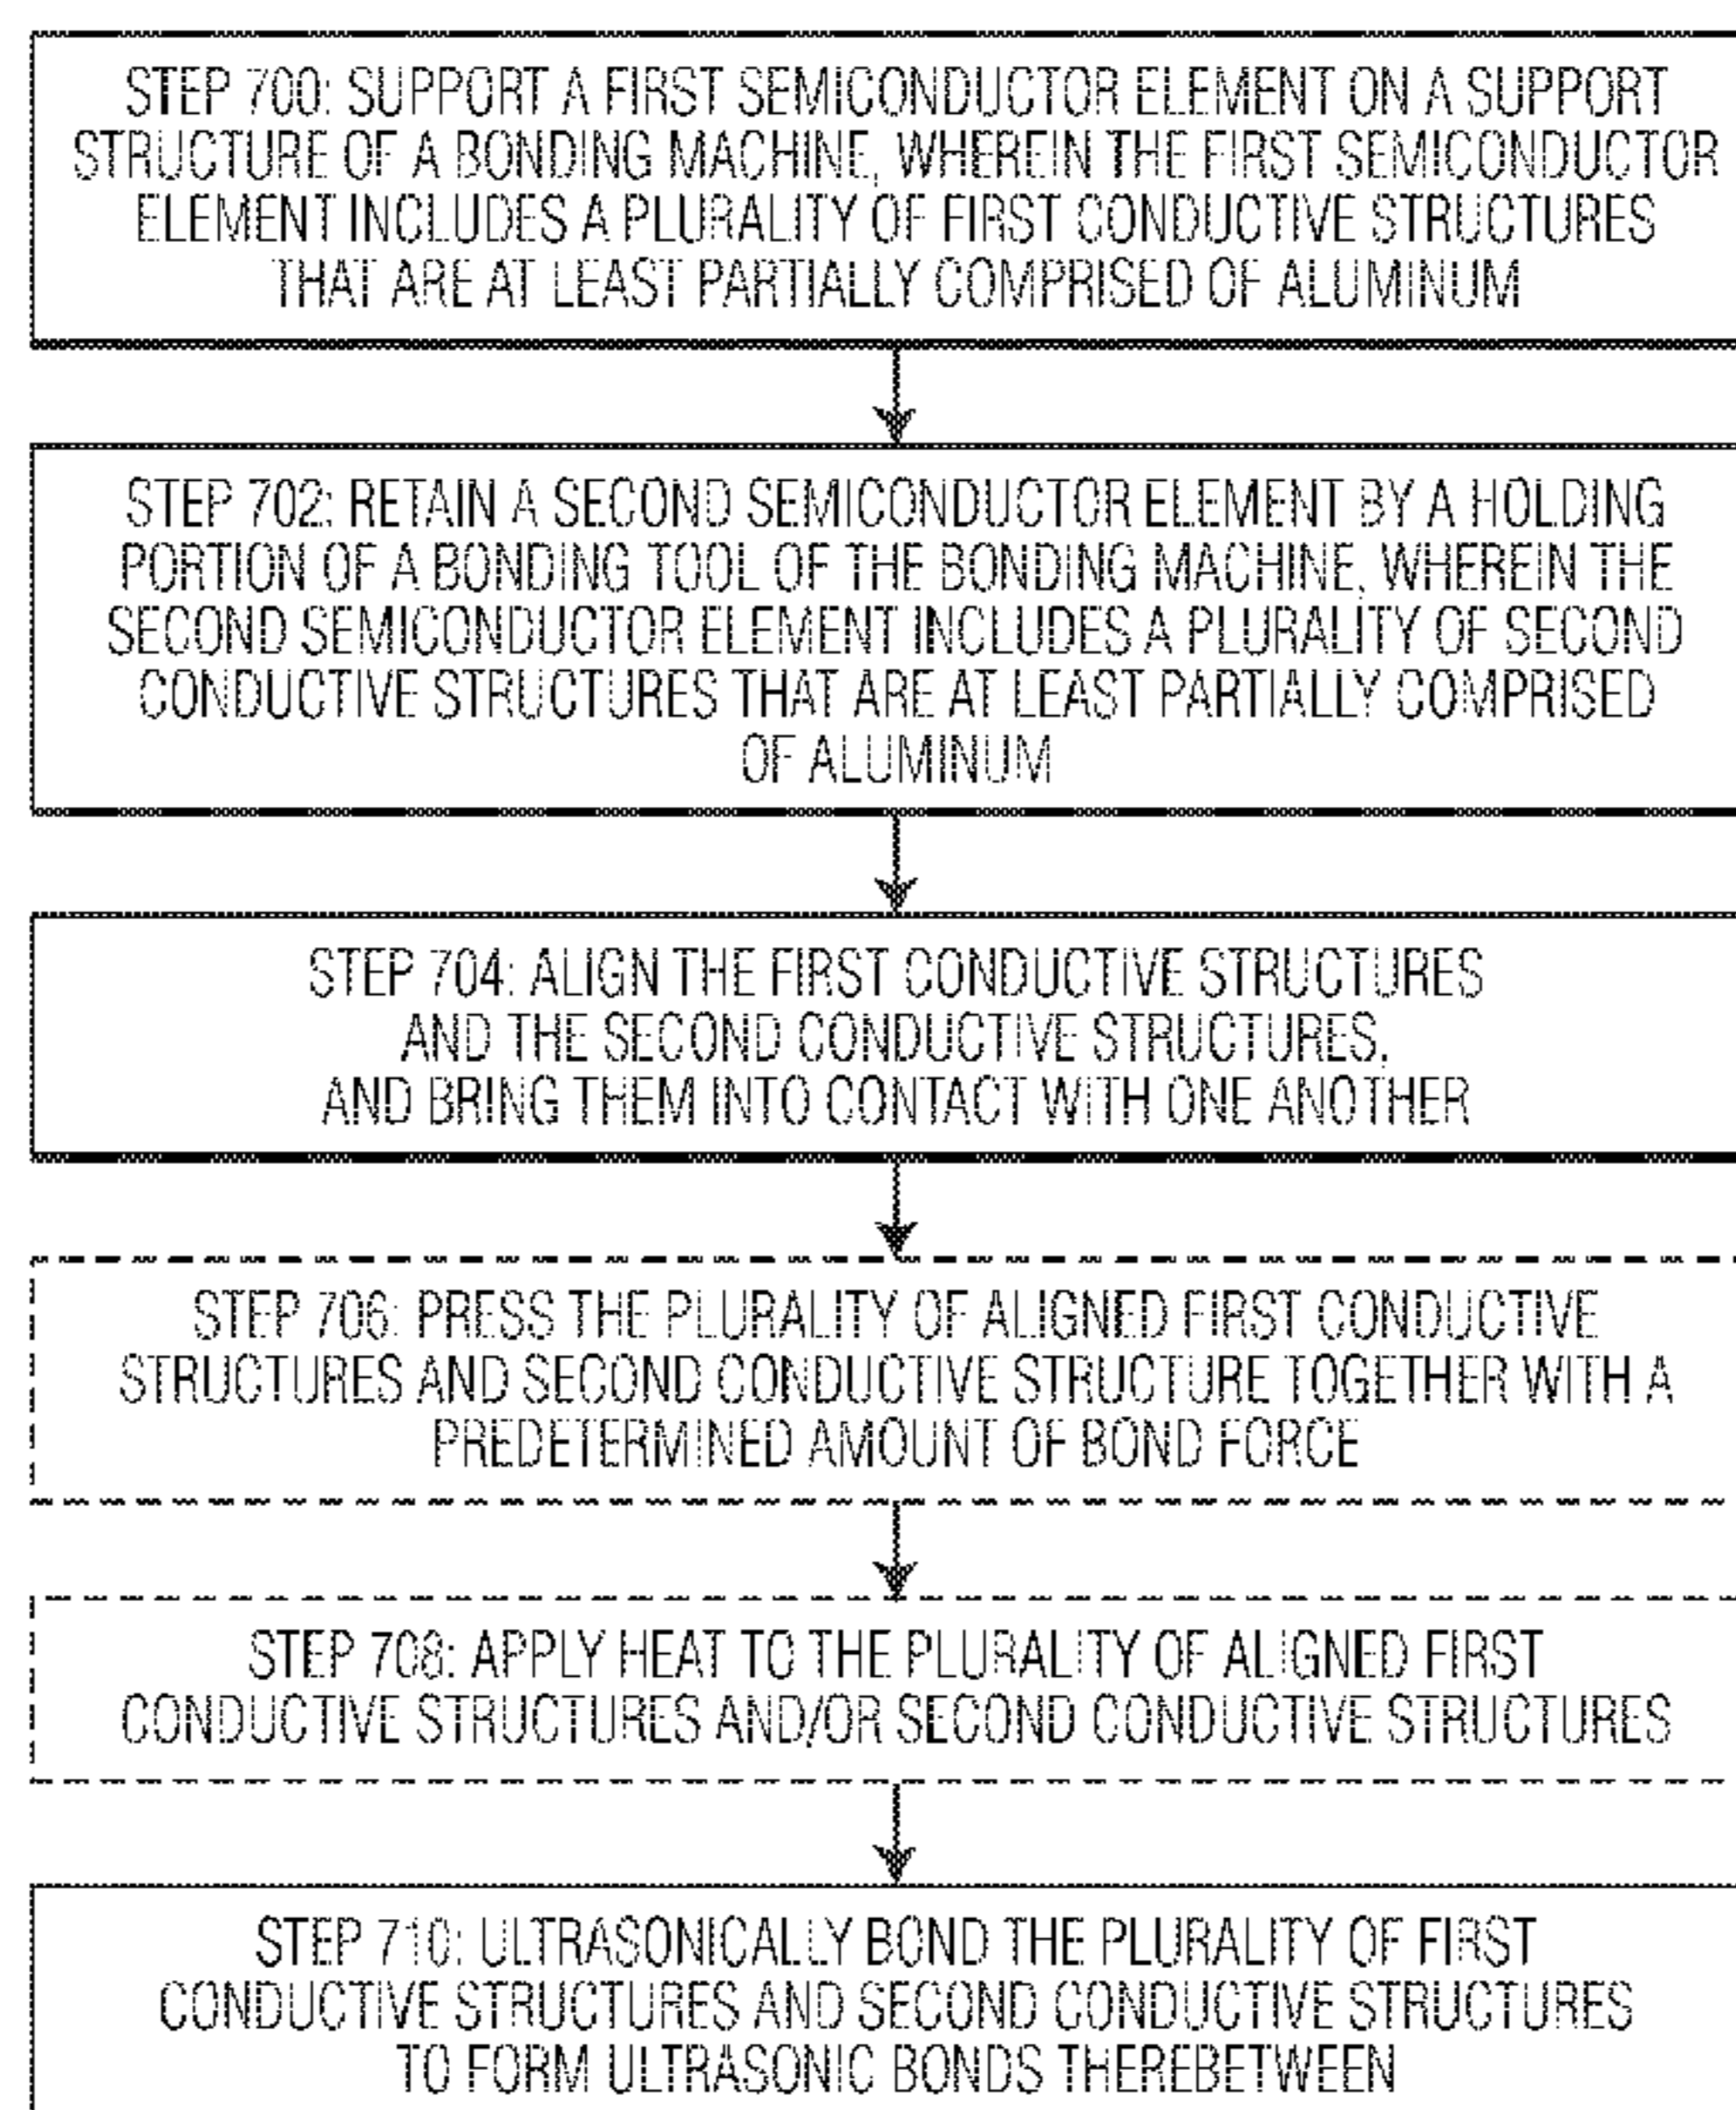 STEP 700: SUPPORT A FIRST SEMICONDUCTOR ELEMENT ON A SUPPORT
STRUCTURE OF A BONDING MACHINE, WHEREIN THE FIRST SEMICONDUCTOR
ELEMENT INCLUDES A PLURALITY OF FIRST CONDUCTIVE STRUCTURES
THAT ARE AT LEAST PARTIALLY COMPRISED OF ALUMINUM
STEP 702: RETAIN A SECOND SEMICONDUCTOR ELEMENT BY A HOLDING
PORTION OF A BONDING TOOL OF THE BONDING MACHINE, WHEREIN THE
SECOND SEMICONDUCTOR ELEMENT INCLUDES A PLURALITY OF SECOND
CONDUCTIVE STRUCTURES THAT ARE AT LEAST PARTIALLY COMPRISED
OF ALUMINUM
STEP 704: ALIGN THE FIRST CONDUCTIVE STRUCTURES
AND THE SECOND CONDUCTIVE STRUCTURES,
AND BRING THEM INTO CONTACT WITH ONE ANOTHER
STEP 706: PRESS THE PLURALITY OF ALIGNED FIRST CONDUCTIVE
STRUCTURES AND SECOND CONDUCTIVE STRUCTURE TOGETHER WITH A
PREDETERMINED AMOUNT OF BOND FORCE
STEP 708: APPLY HEAT TO THE PLURALITY OF ALIGNED FIRST
CONDUCTIVE STRUCTURES AND/OR SECOND CONDUCTIVE STRUCTURES
STEP 710: ULTRASONICALLY BOND THE PLURALITY OF FIRST
CONDUCTIVE STRUCTURES AND SECOND CONDUCTIVE STRUCTURES
TO FORM ULTRASONIC BONDS THEREBETWEEN